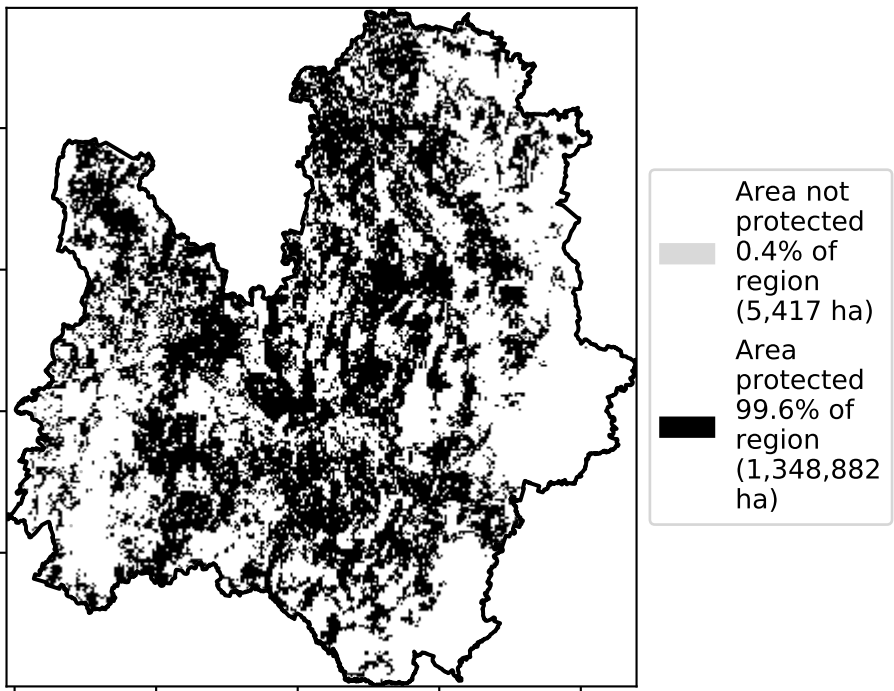 Area not
protected
0.4% of
region
(5,417 ha)
Area
protected
99.6% of
region
(1,348,882
ha)